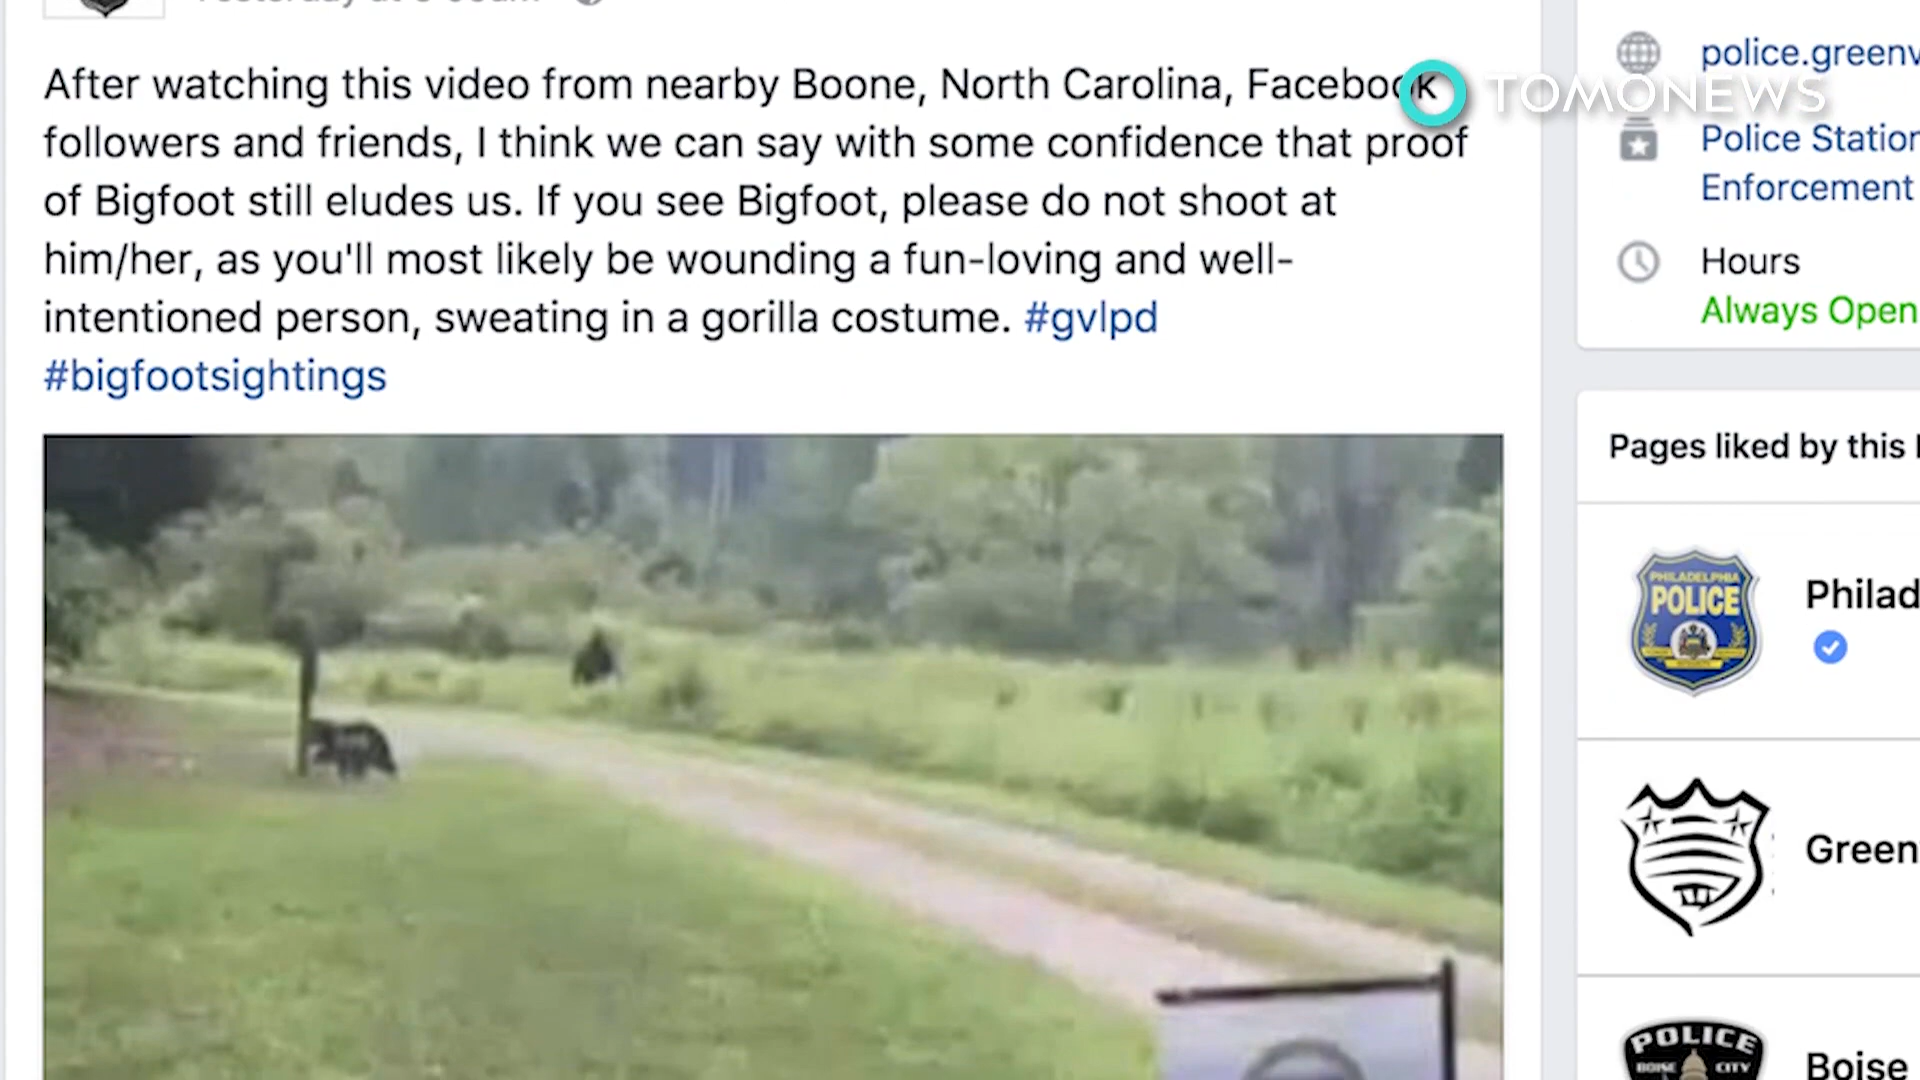 After watching this video from nearby Boone, North Carolina, Facebook
followers and friends, I think we can say with some confidence that proof
of Bigfoot still eludes us. If you see Bigfoot, please do not shoot at
him/her, as you'll most likely be wounding a fun-loving and well-
intentioned person, sweating in a gorilla costume. #gvlpd
#bigfootsightings
TOMONEWS
police.greenv
Police Station
Enforcement
Hours
Always Open
Pages liked by this
PHILADELPHIA
POLICE
Philad
Green
POLICE
BOISE CITY
Boise